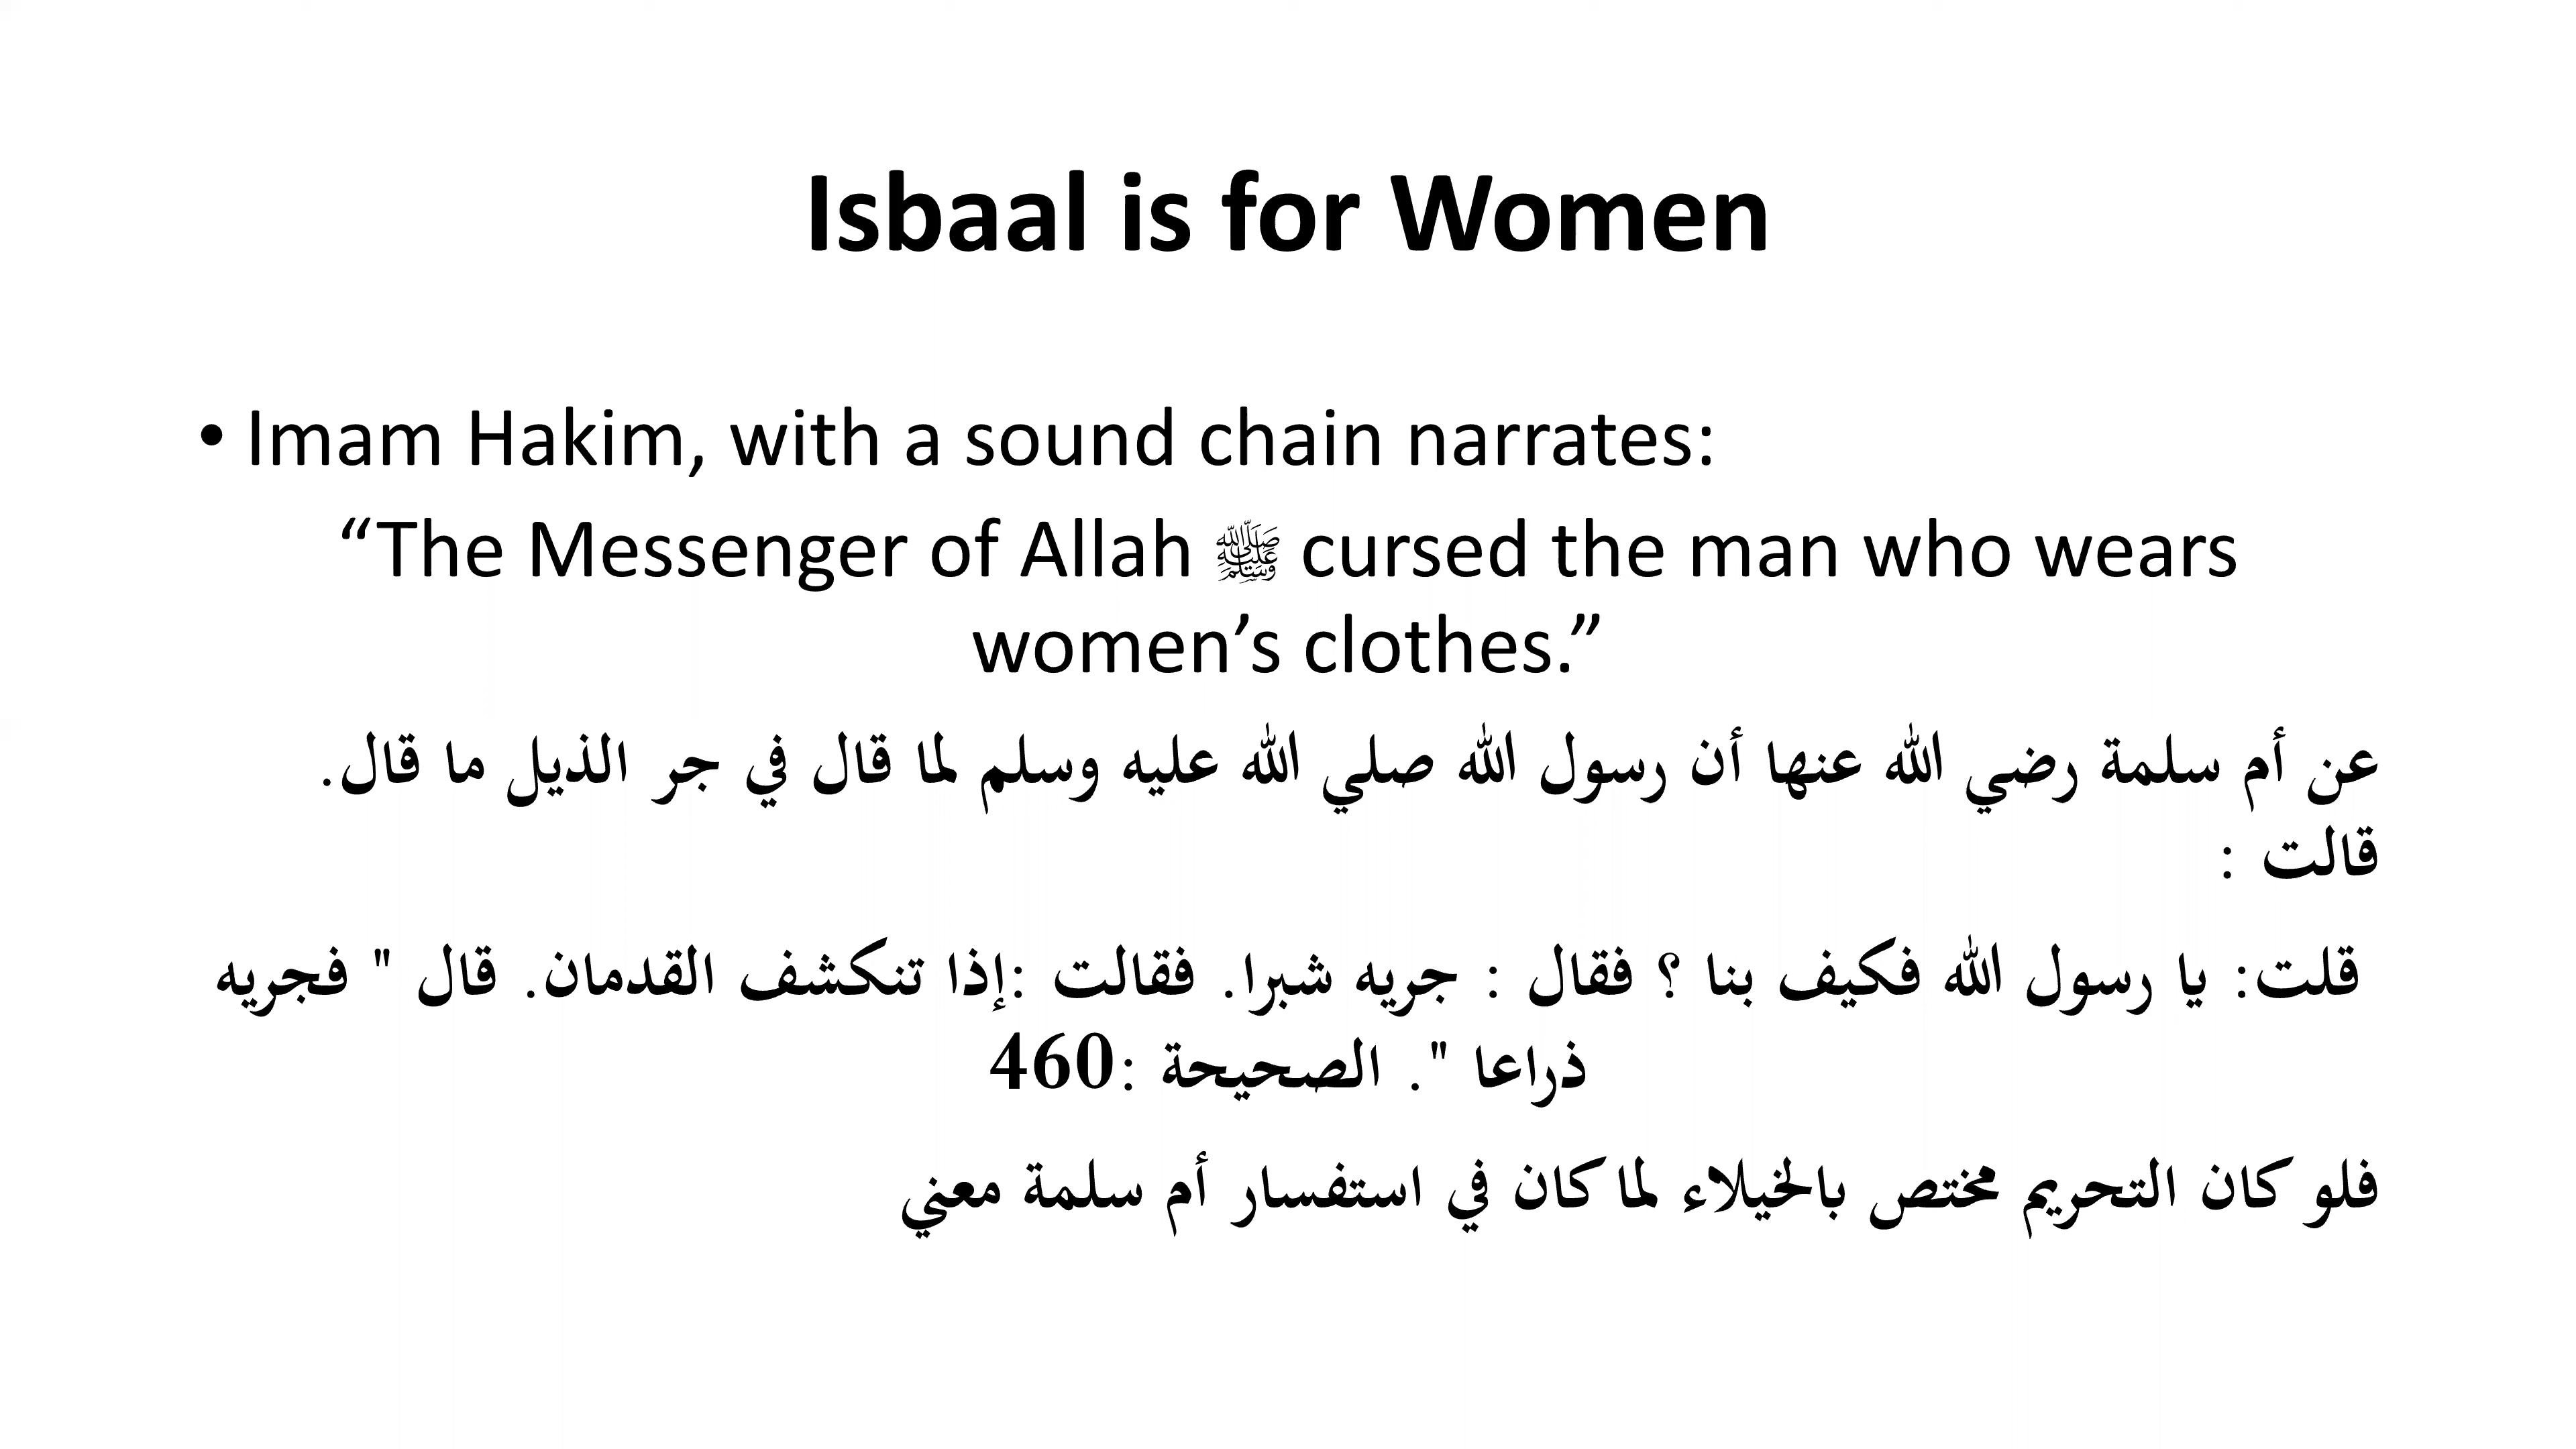 Isbaal is for Women
• Imam Hakim, with a sound chain narrates:
“The Messenger of Allah ﷺ cursed the man who wears
women’s clothes.”
عن أم سلمة رضي الله عنها أن رسول الله صلي الله عليه وسلم لما قال في جر الذيل ما قال.
قالت :
قلت: يا رسول الله فكيف بنا ؟ فقال : جريه شبرا. فقالت :إذا تنكشف القدمان. قال " فجريه
ذراعا ". الصحيحة :460
فلو كان التحريم مختص بالخيلاء لما كان في استفسار أم سلمة معني